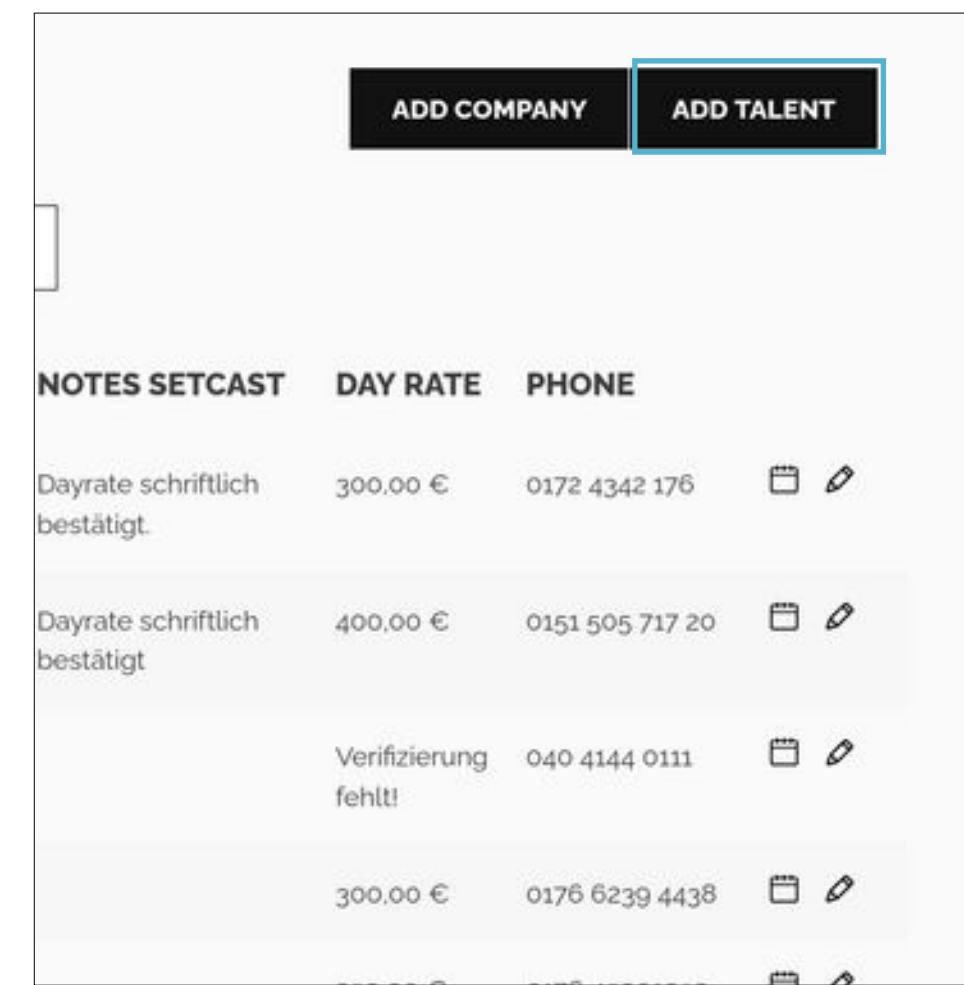 ADD COMPANY ADD TALENT
NOTES SETCAST DAY RATE PHONE
Dayrate schriftlich 300,00 € 0172 4342 176
bestätigt.
Dayrate schriftlich 400,00 € 0151 505 717 20
bestätigt
Verifizierung 040 4144 0111
fehlt!
300,00 € 0176 6239 4438